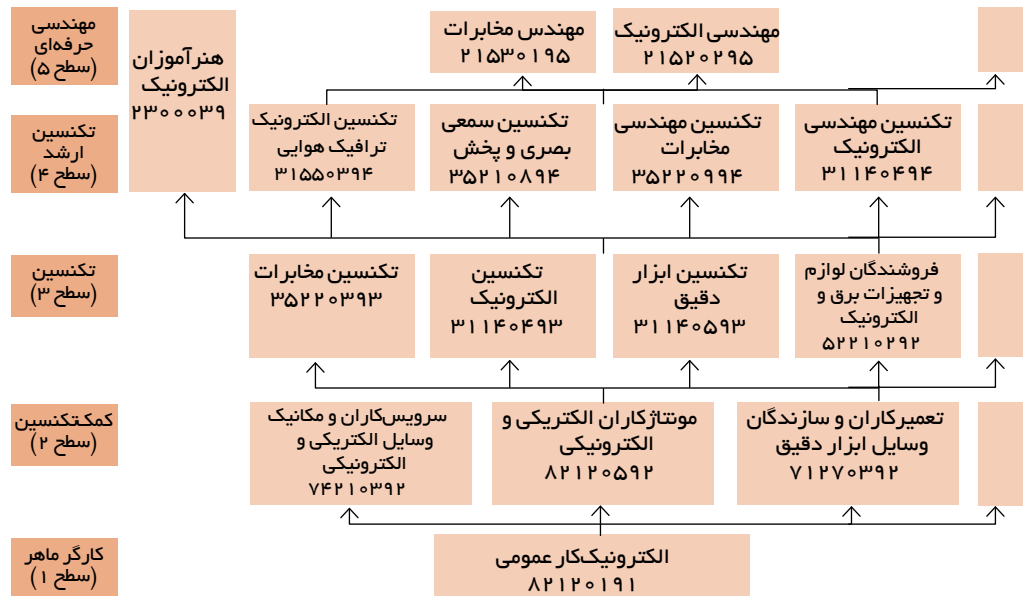 مهندسی
حرفه‌ای
(سطح ۵)
مهندسی الکترونیک
۲۱۵۲۰۲۹۵
مهندس مخابرات
۲۱۵۳۰۱۹۵
هنرآموزان
الکترونیک
۲۳۰۰۰۳۹
تکنسین
ارشد
(سطح ۴)
تکنسین مهندسی
الکترونیک
۳۱۱۴۰۴۹۴
تکنسین مهندسی
مخابرات
۳۵۲۲۰۹۹۴
تکنسین سمعی
بصری و پخش
۳۵۲۱۰۸۹۴
تکنسین الکترونیک
ترافیک هوایی
۳۱۵۵۰۳۹۴
تکنسین
(سطح ۳)
فروشندگان لوازم
و تجهیزات برق و
الکترونیک
۵۲۲۱۰۲۹۲
تکنسین ابزار
دقیق
۳۱۱۴۰۵۹۳
تکنسین
الکترونیک
۳۱۱۴۰۴۹۳
تکنسین مخابرات
۳۵۲۲۰۳۹۳
کمک‌تکنسین
(سطح ۲)
تعمیرکاران و سازندگان
وسایل ابزار دقیق
۷۱۲۷۰۳۹۲
مونتاژکاران الکتریکی و
الکترونیکی
۸۲۱۲۰۵۹۲
سرویس‌کاران و مکانیک
وسایل الکتریکی و
الکترونیکی
۷۴۲۱۰۳۹۲
کارگر ماهر
(سطح ۱)
الکترونیک‌کار عمومی
۸۲۱۲۰۱۹۱